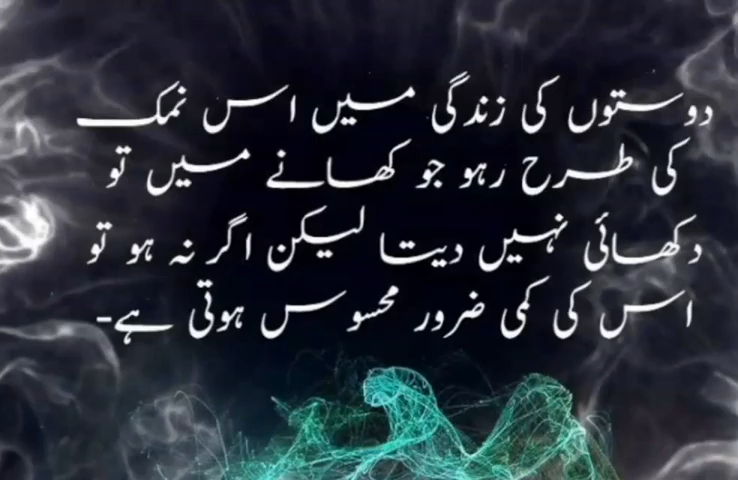 دوستوں کی زندگی میں اس نمک
کی طرح رہو جو کھانے میں تو
دکھائی نہیں دیتا لیکن اگر نہ ہو تو
اس کی کمی ضرور محسوس ہوتی ہے-